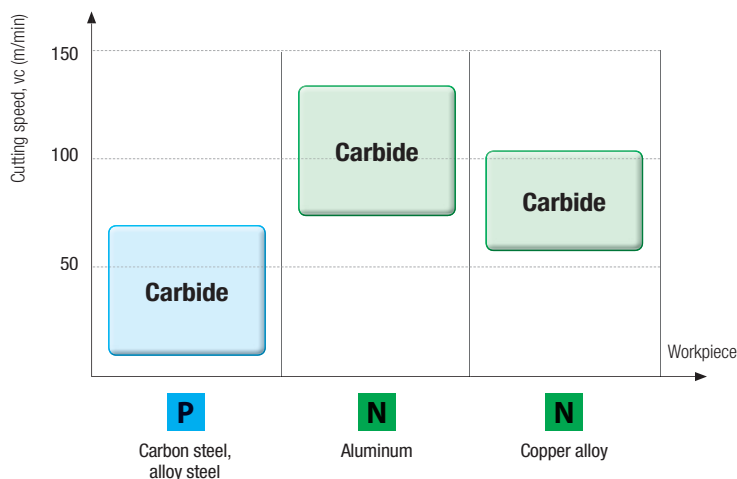 Cutting speed, vc (m/min)
150
100
50
Carbide
Carbide
Carbide
Workpiece
P
N
N
Carbon steel,
alloy steel
Aluminum
Copper alloy